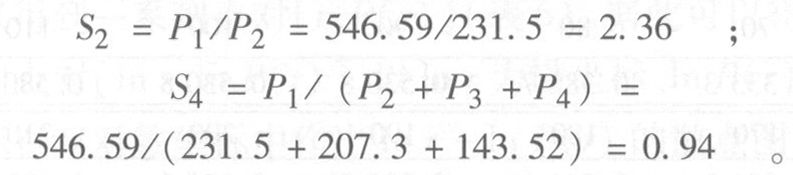 S₂ = P₁/P₂ = 546.59/231.5 = 2.36 ;
S₄ = P₁/ (P₂ + P₃ + P₄) =
546.59/(231.5 + 207.3 + 143.52) = 0.94 。